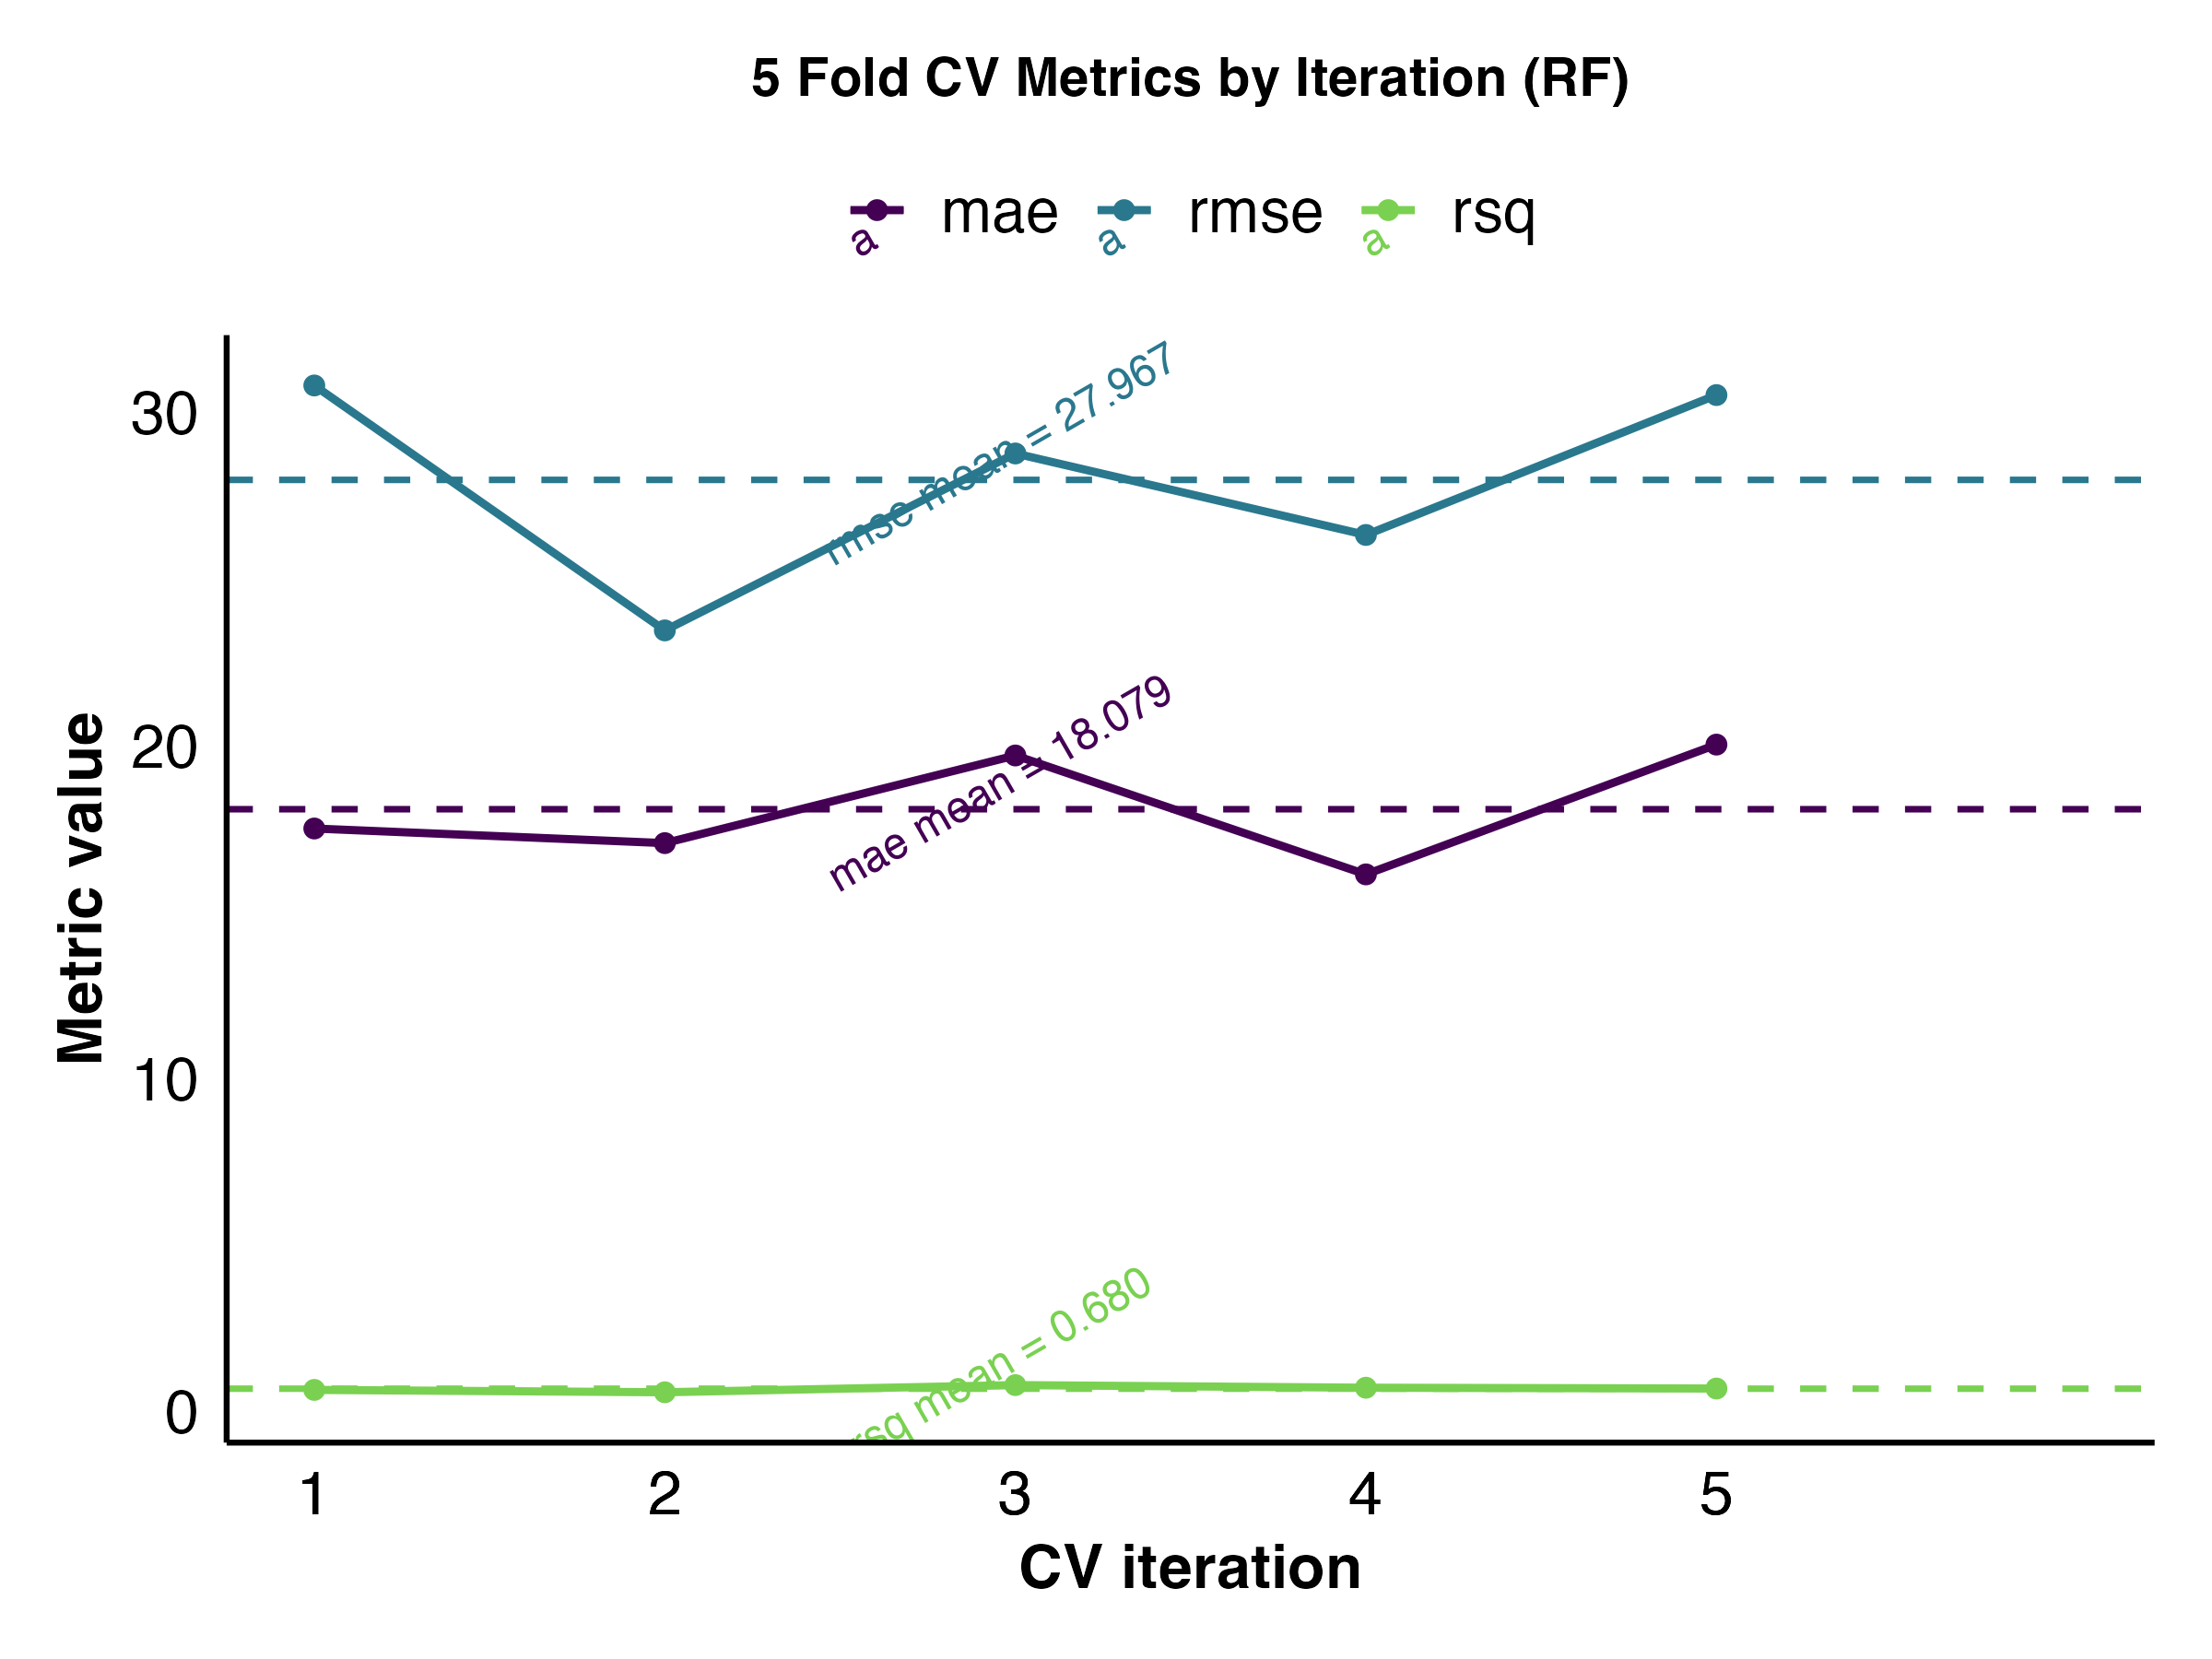 5 Fold CV Metrics by Iteration (RF)
a mae a rmse a rsq
Metric value
30
20
10
0
rmse mean = 27.967
mae mean = 18.079
rsq mean = 0.680
1 2 3 4 5
CV iteration